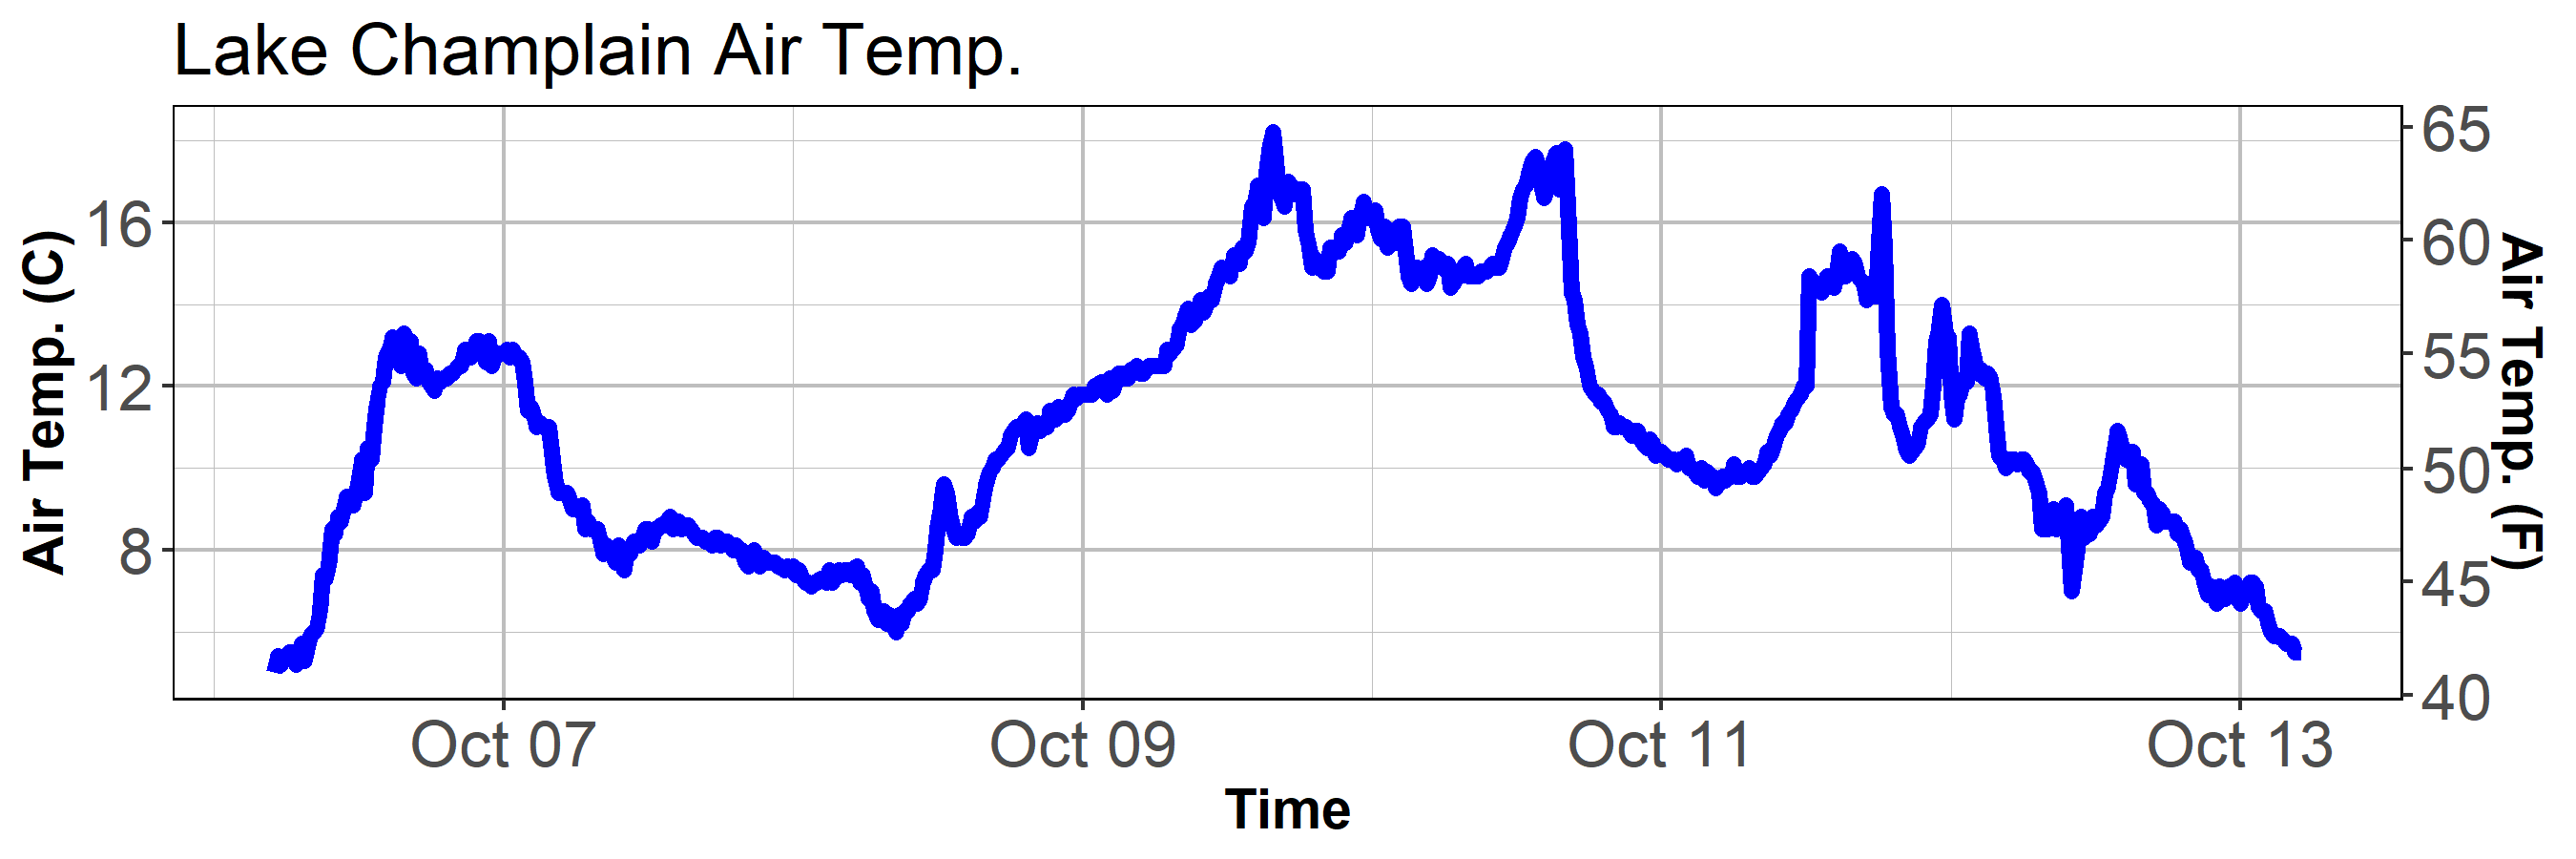 Lake Champlain Air Temp.
Air Temp. (C)
16
12
8
65
60
55
50
45
40
Air Temp. (F)
Oct 07
Oct 09
Oct 11
Oct 13
Time